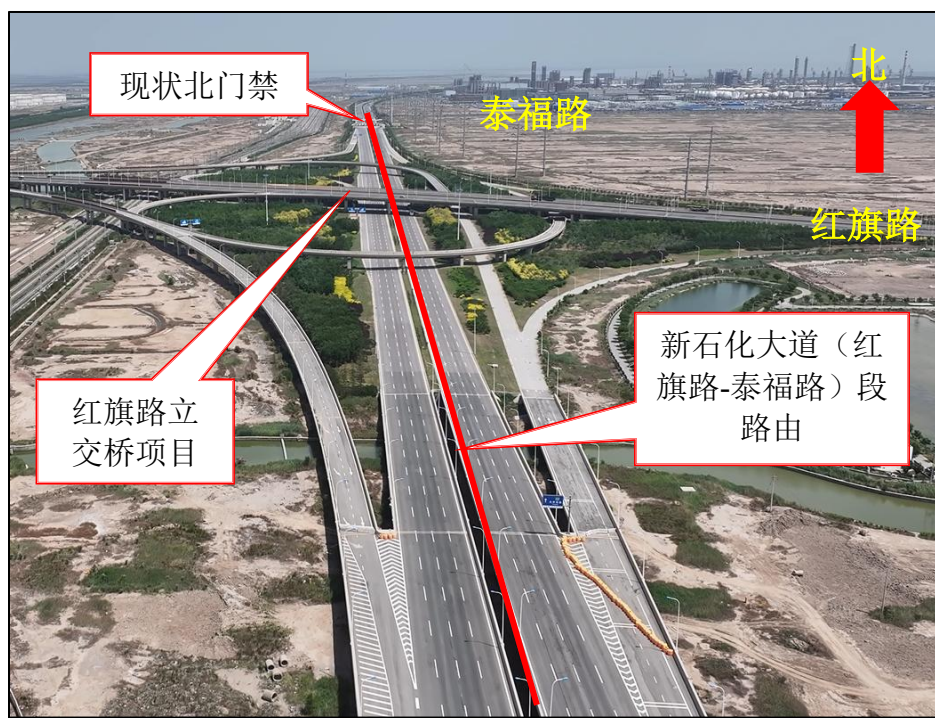 现状北门禁
泰福路
北
红旗路
新石化大道（红
旗路-泰福路）段
路由
红旗路立
交桥项目